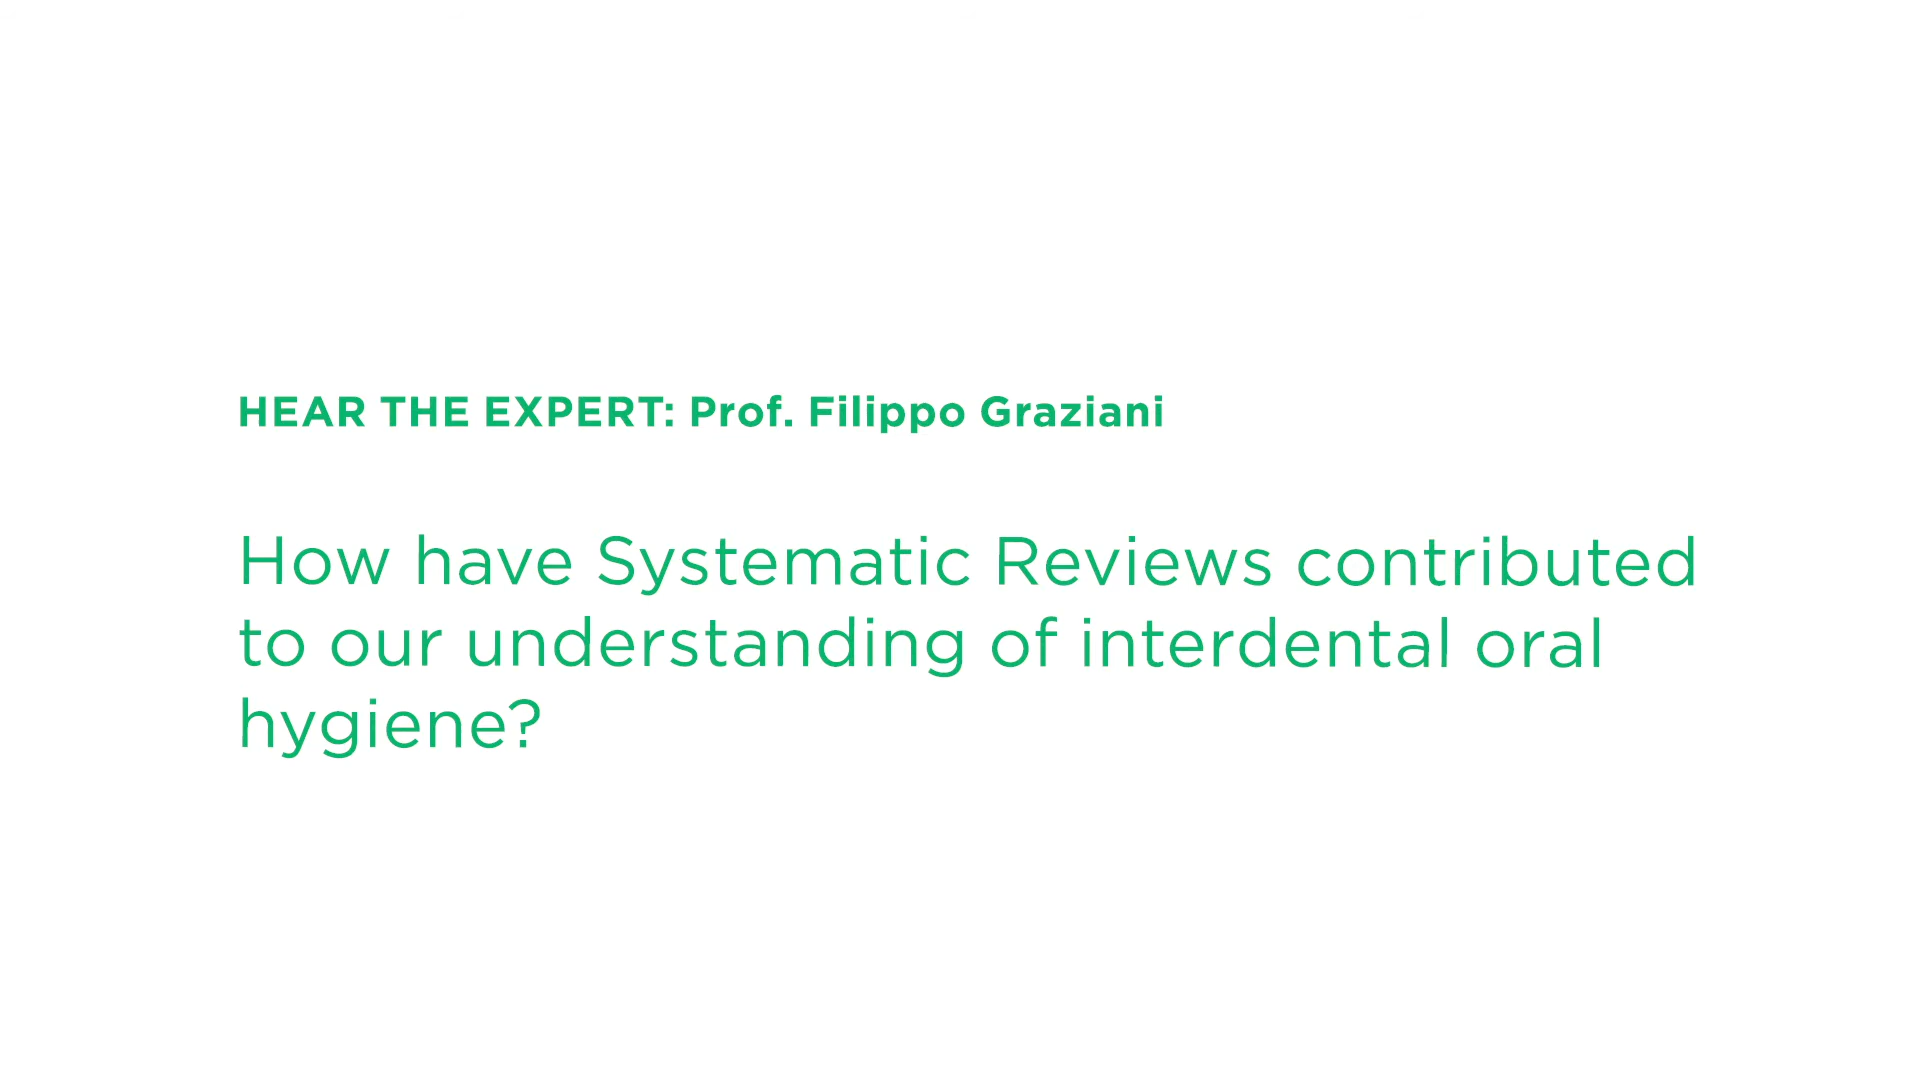 HEAR THE EXPERT: Prof. Filippo Graziani
How have Systematic Reviews contributed
to our understanding of interdental oral
hygiene?